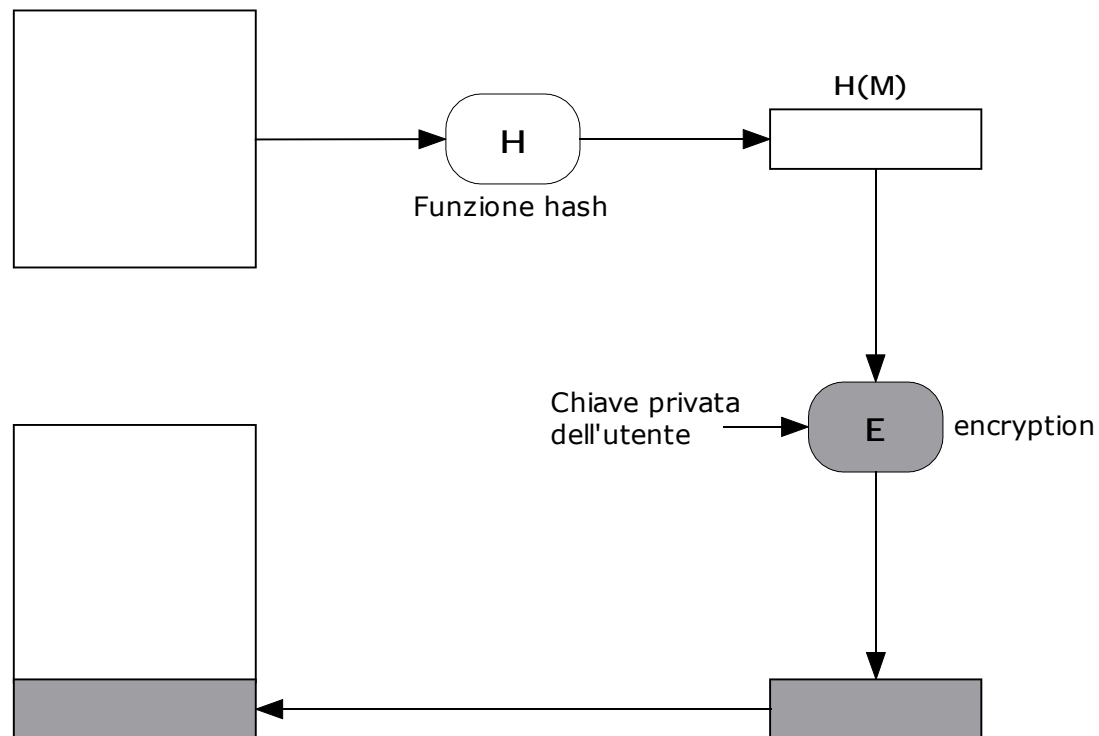 H(M)
H
Funzione hash
Chiave privata
dell'utente
E
encryption